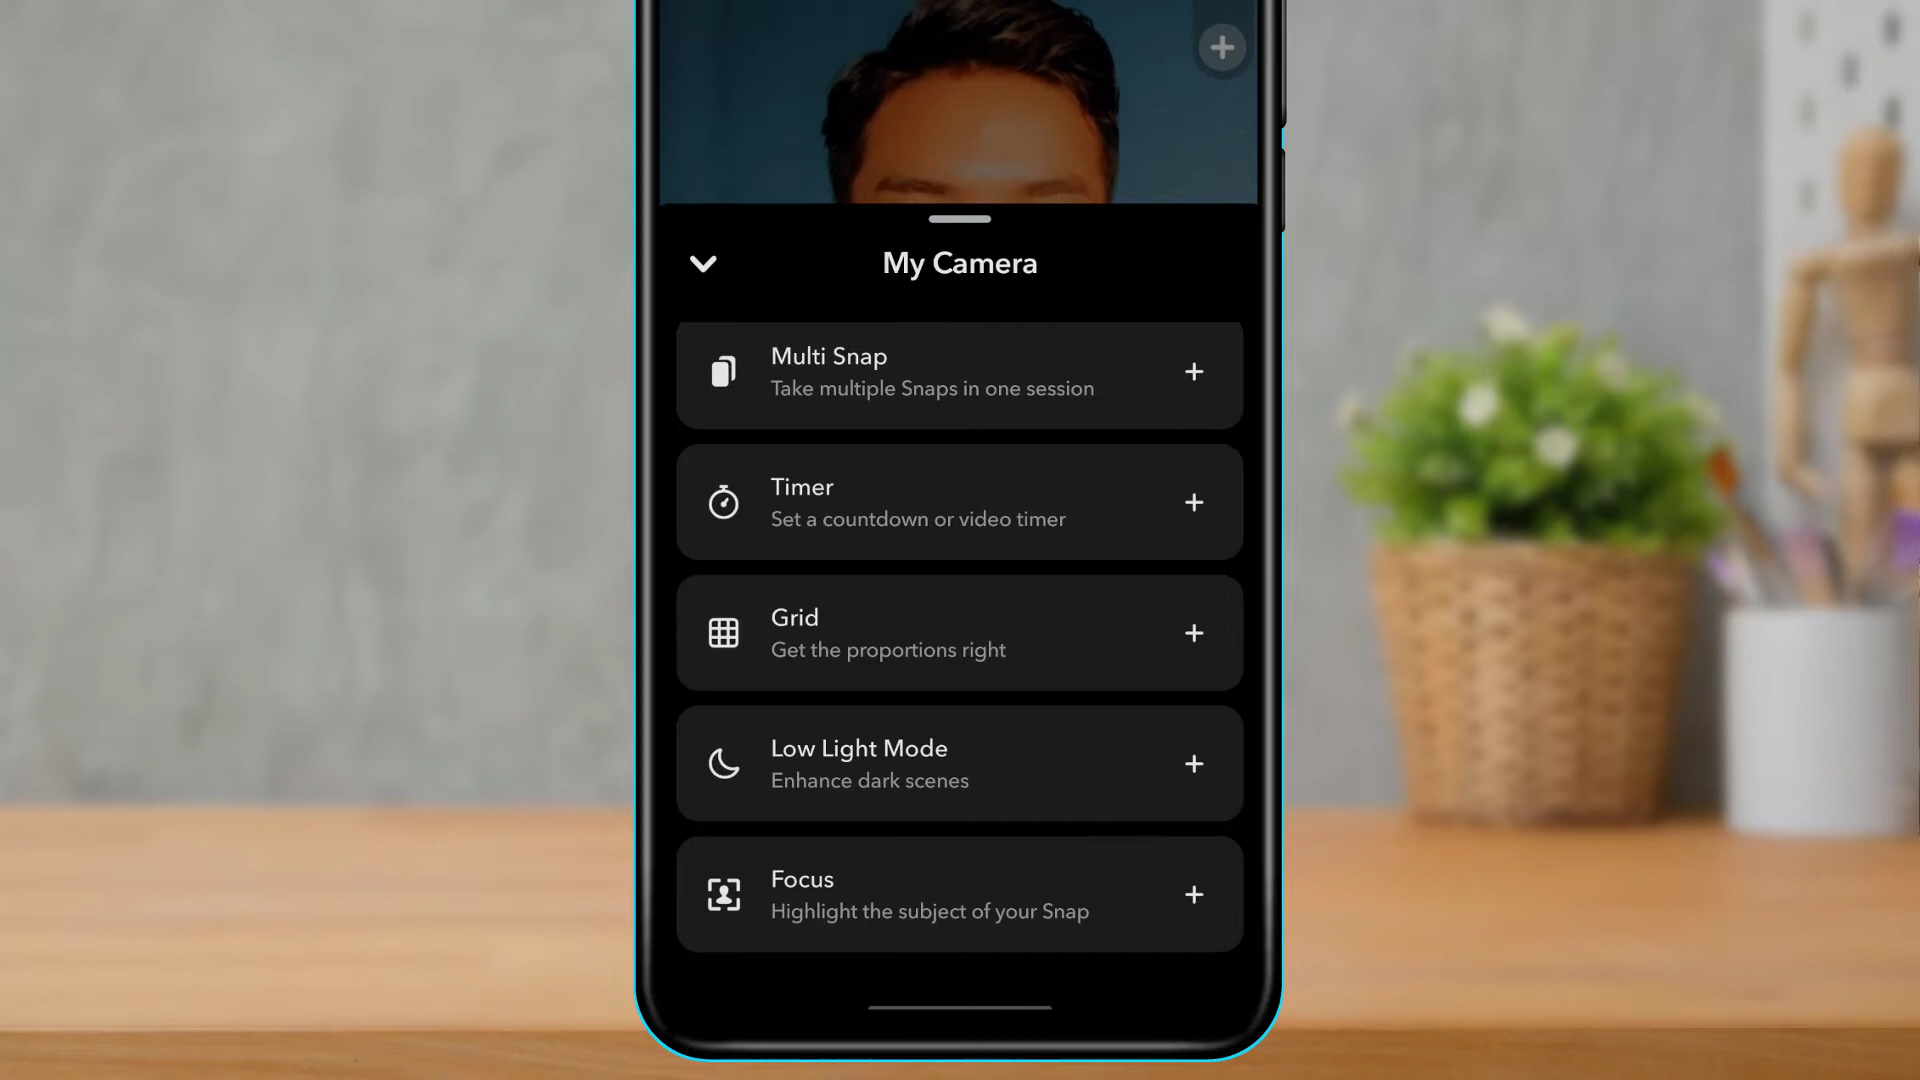 My Camera
Multi Snap
Take multiple Snaps in one session
Timer
Set a countdown or video timer
Grid
Get the proportions right
Low Light Mode
Enhance dark scenes
Focus
Highlight the subject of your Snap